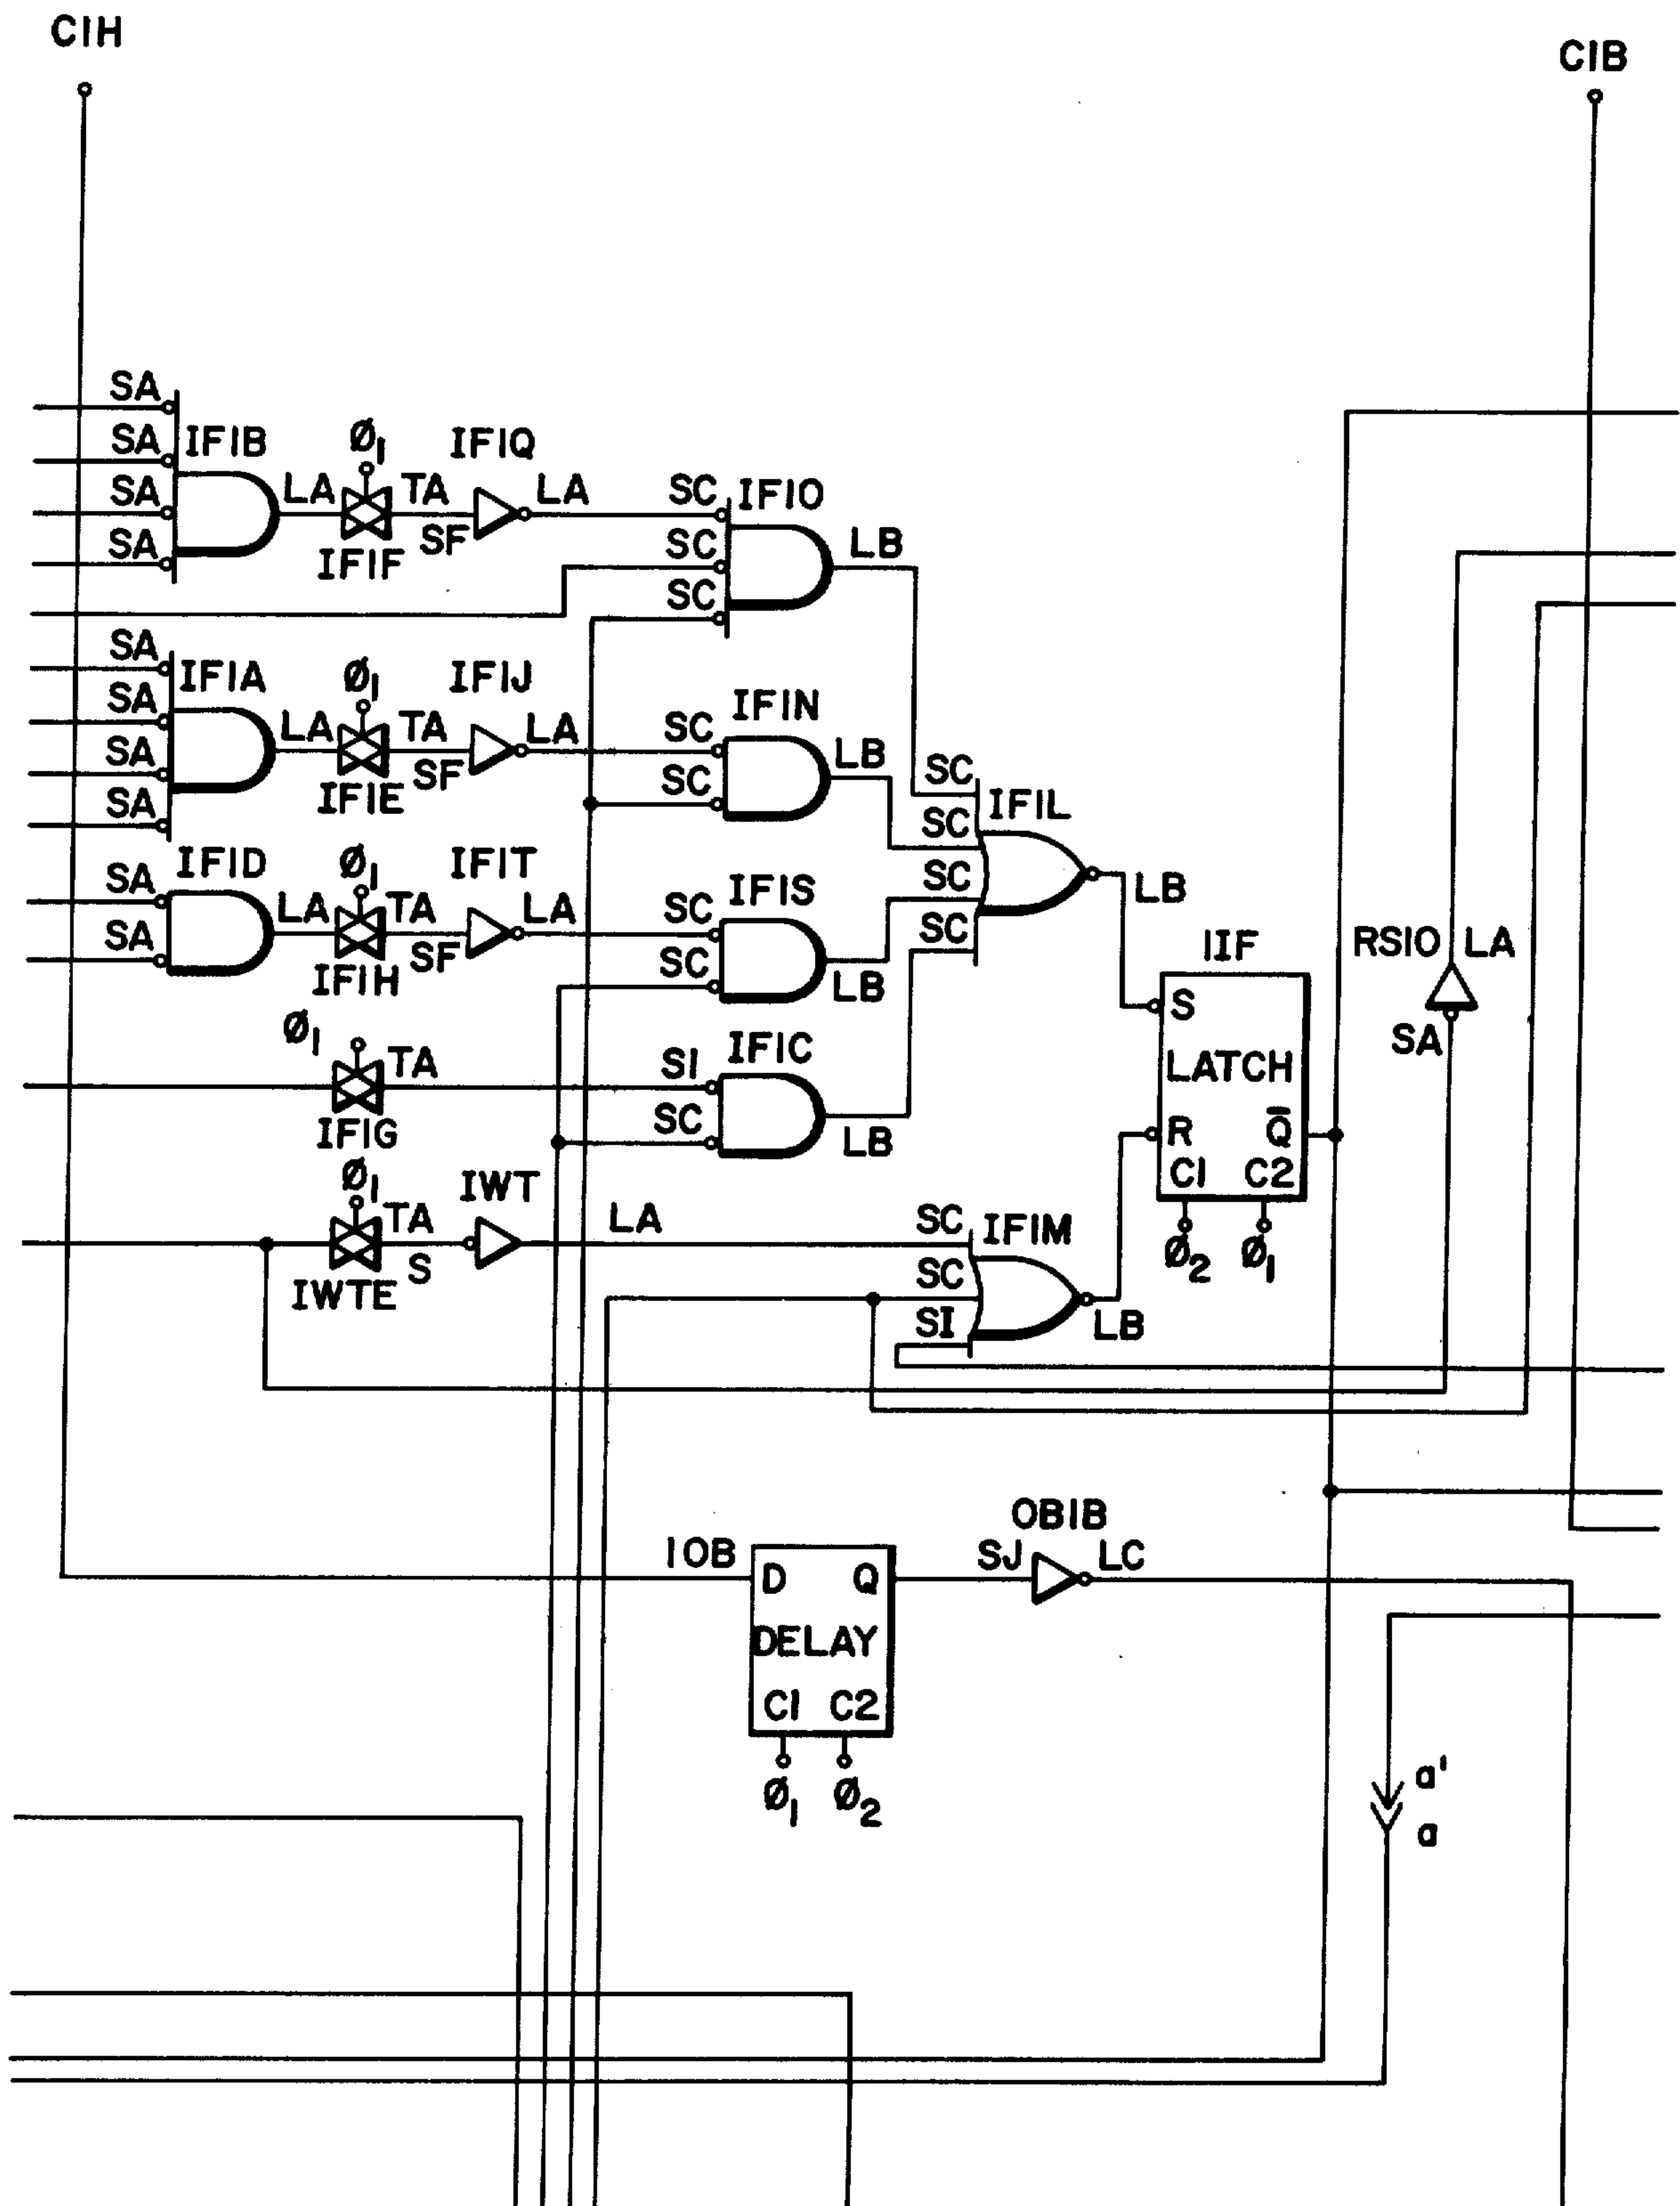 CIH
CIB
SA
SA IFIB Ø1 IFIQ
SA LA TA LA SC IFIO
SA IFIF SF SC LB
SC
SA IFIA Ø1 IFIJ
SA LA TA LA SC IFIN
SA IFIE SF SC LB SC IFIL
SA SC
IFID Ø1 IFIT
SA LA TA LA SC IFIS SC LB
SA IFIH SF SC LB SC
IIF RSIO LA
S
Ø1 TA SI IFIC LATCH SA
IFIG SC LB R Q̅
C1 C2
Ø1 TA IWT LA SC IFIM Ø2 Ø1
IWTE S SC
SI LB
OBIB
IOB D Q SJ LC
DELAY
C1 C2
Ø1 Ø2
a'
a